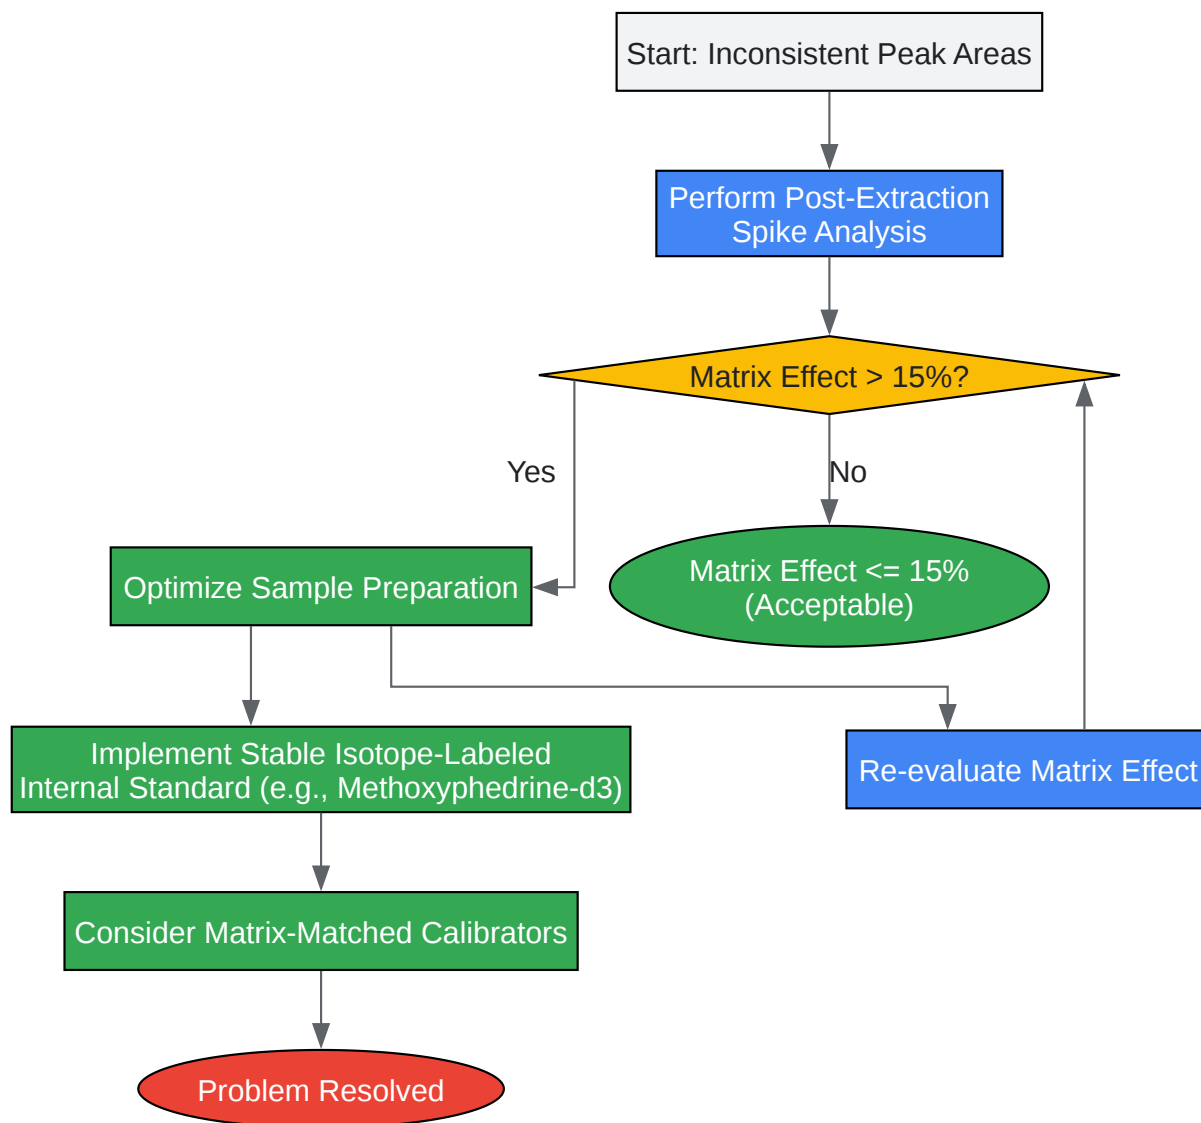 Start: Inconsistent Peak Areas
Perform Post-Extraction
Spike Analysis
Matrix Effect > 15%?
Yes
No
Optimize Sample Preparation
Matrix Effect <= 15%
(Acceptable)
Implement Stable Isotope-Labeled
Internal Standard (e.g., Methoxyphedrine-d3)
Re-evaluate Matrix Effect
Consider Matrix-Matched Calibrators
Problem Resolved